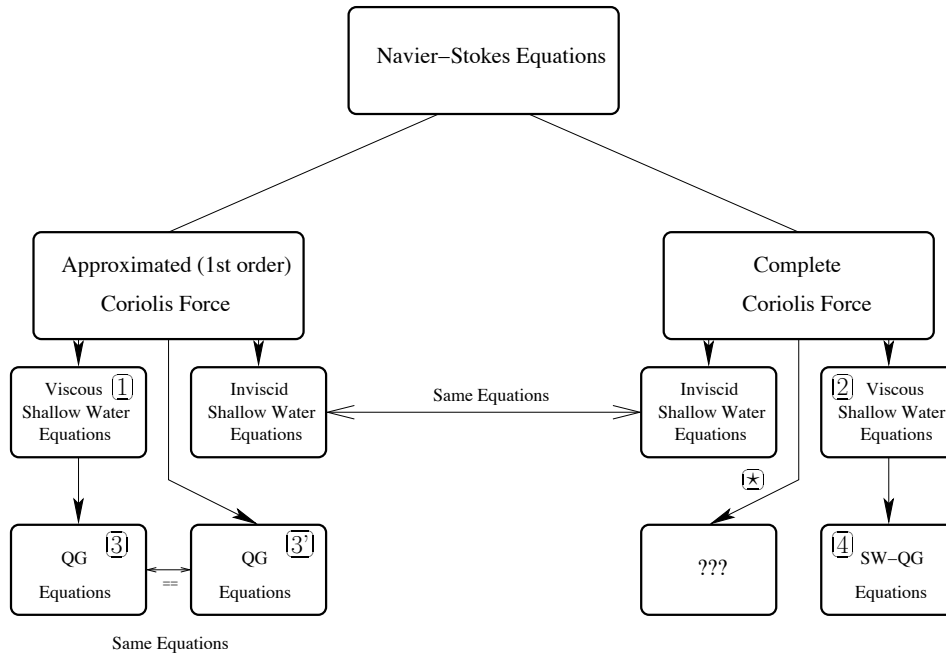 Navier–Stokes Equations
Approximated (1st order)
Coriolis Force
Complete
Coriolis Force
Viscous 1
Shallow Water
Equations
Inviscid
Shallow Water
Equations
Same Equations
Inviscid
Shallow Water
Equations
2 Viscous
Shallow Water
Equations
★
QG 3
Equations
==
QG 3'
Equations
???
4 SW–QG
Equations
Same Equations